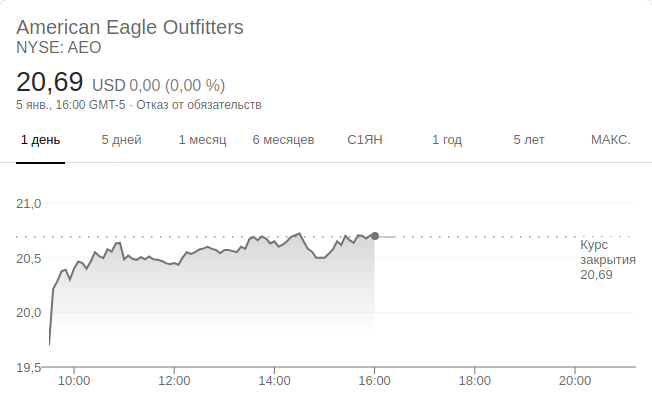 American Eagle Outfitters
NYSE: AEO
20,69 USD 0,00 (0,00 %)
5 янв., 16:00 GMT-5 · Отказ от обязательств
1 день 5 дней 1 месяц 6 месяцев С1ЯН 1 год 5 лет МАКС.
21,0
Курс
закрытия
20,69
20,5
20,0
19,5
10:00 12:00 14:00 16:00 18:00 20:00